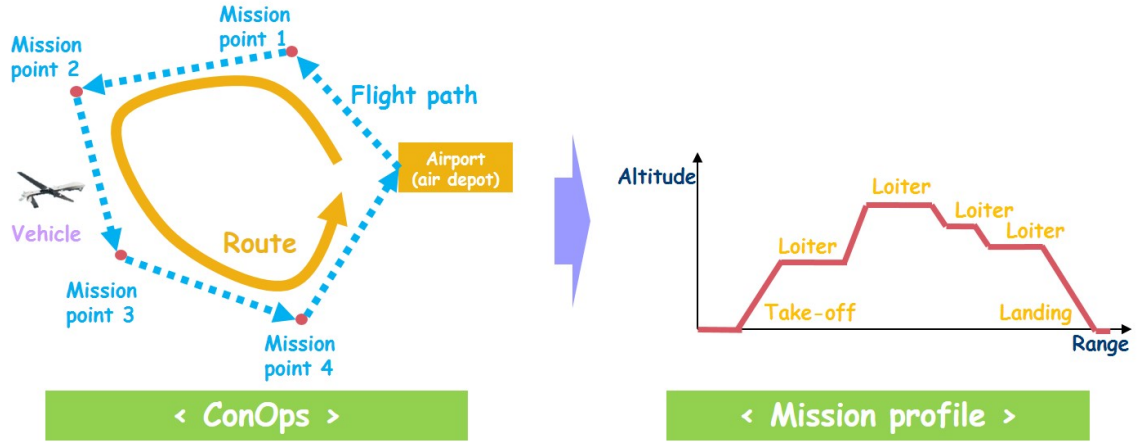 Mission
point 1
Mission
point 2
Flight path
Airport
(air depot)
Vehicle
Route
Mission
point 3
Mission
point 4
< ConOps >
Altitude
Loiter
Loiter
Loiter
Loiter
Take-off
Landing
Range
< Mission profile >